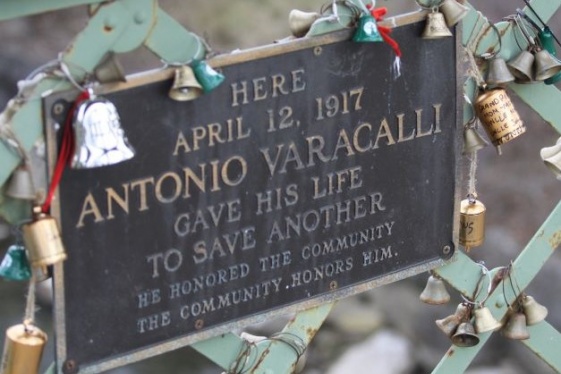 HERE
APRIL 12, 1917
ANTONIO VARACALLI
GAVE HIS LIFE
TO SAVE ANOTHER
HE HONORED THE COMMUNITY
THE COMMUNITY. HONORS HIM.